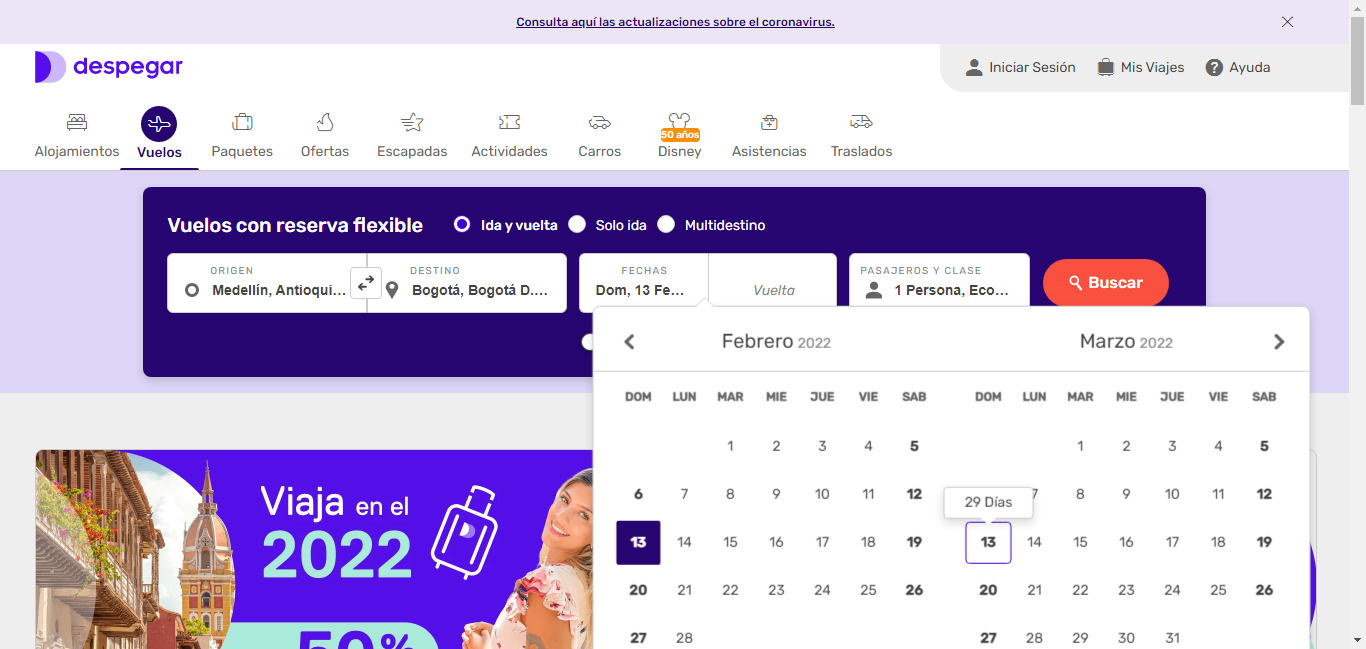 Consulta aquí las actualizaciones sobre el coronavirus.
despegar
Iniciar Sesión
Mis Viajes
? Ayuda
Alojamientos
Vuelos
Paquetes
Ofertas
Escapadas
Actividades
Carros
50 años
Disney
Asistencias
Traslados
Vuelos con reserva flexible
Ida y vuelta
Solo ida
Multidestino
ORIGEN
Medellín, Antioqui...
DESTINO
Bogotá, Bogotá D....
FECHAS
Dom, 13 Fe...
Vuelta
PASAJEROS Y CLASE
1 Persona, Eco...
Buscar
Febrero 2022
DOM LUN MAR MIE JUE VIE SAB
1 2 3 4 5
6 7 8 9 10 11 12
13 14 15 16 17 18 19
20 21 22 23 24 25 26
27 28
Marzo 2022
DOM LUN MAR MIE JUE VIE SAB
1 2 3 4 5
29 Días
7 8 9 10 11 12
13 14 15 16 17 18 19
20 21 22 23 24 25 26
27 28 29 30 31
Viaja en el
2022
50%